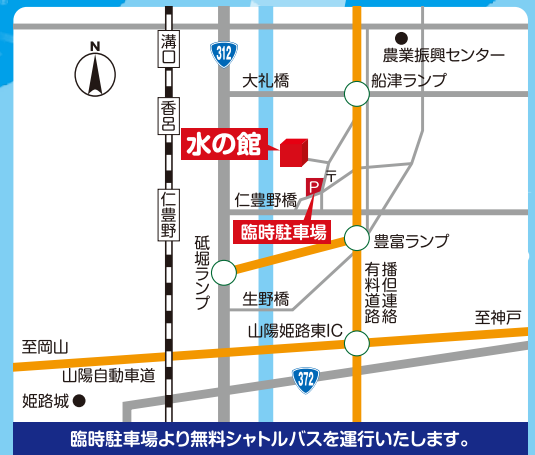 N
溝口
312
農業振興センター
大礼橋
船津ランプ
香呂
水の館
〒
P
仁豊野
仁豊野橋
臨時駐車場
砥堀ランプ
豊富ランプ
播但連絡
有料道路
生野橋
山陽姫路東IC
至神戸
至岡山
山陽自動車道
372
姫路城
臨時駐車場より無料シャトルバスを運行いたします。